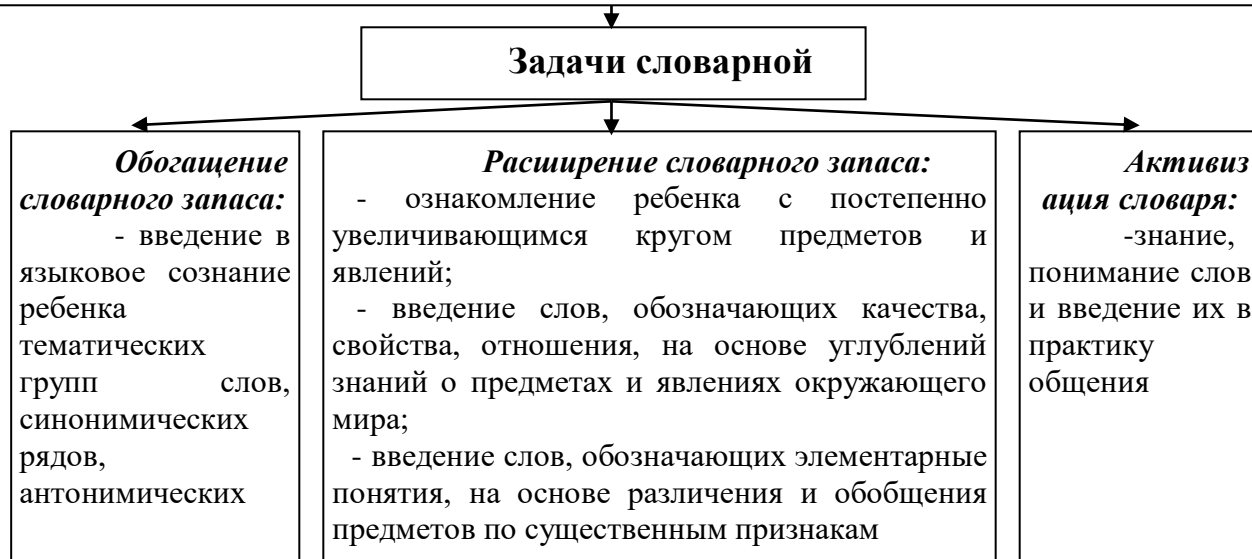 Задачи словарной
Обогащение
словарного запаса:
- введение в
языковое сознание
ребенка
тематических
групп слов,
синонимических
рядов,
антонимических
Расширение словарного запаса:
- ознакомление ребенка с постепенно
увеличивающимся кругом предметов и
явлений;
- введение слов, обозначающих качества,
свойства, отношения, на основе углублений
знаний о предметах и явлениях окружающего
мира;
- введение слов, обозначающих элементарные
понятия, на основе различения и обобщения
предметов по существенным признакам
Активиз
ация словаря:
-знание,
понимание слов
и введение их в
практику
общения